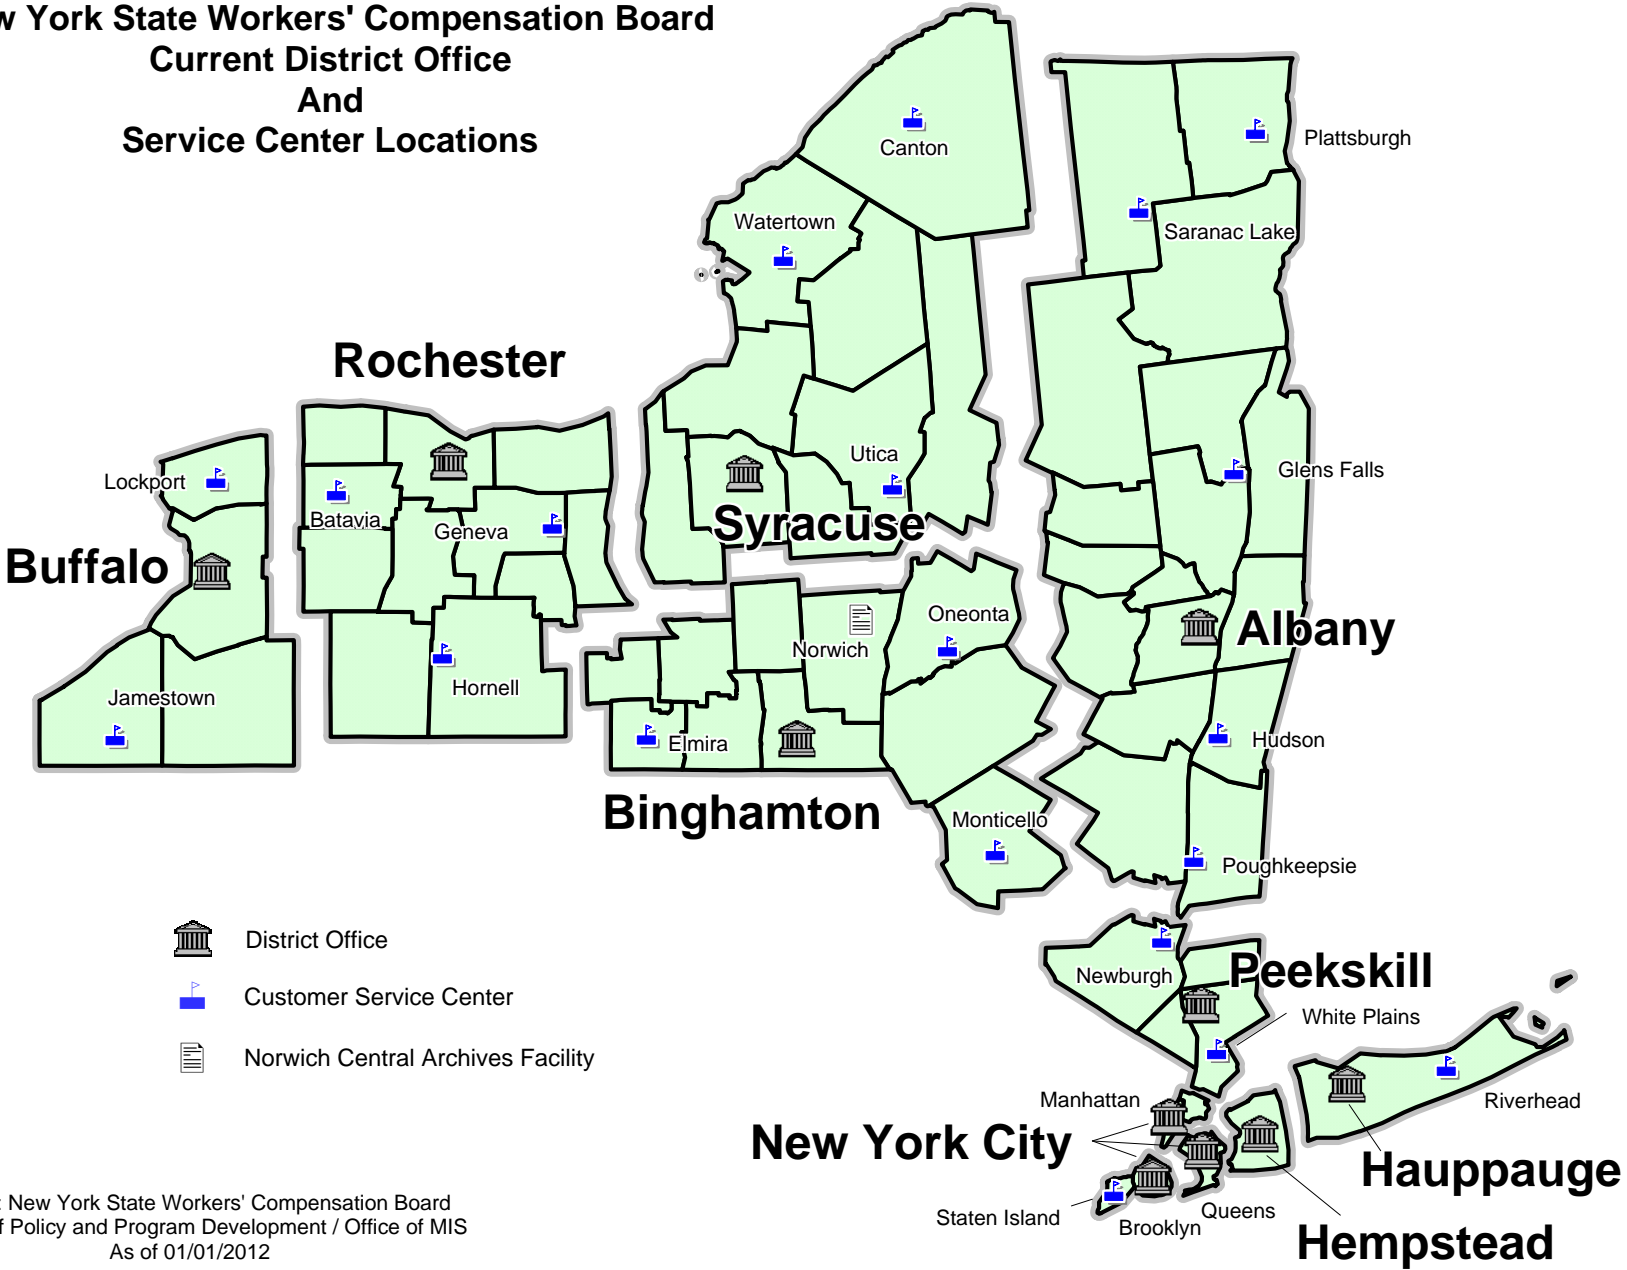 York State Workers' Compensation Board
Current District Office
And
Service Center Locations
Canton
Plattsburgh
Watertown
Saranac Lake
Rochester
Utica
Glens Falls
Lockport
Batavia
Geneva
Syracuse
Buffalo
Oneonta
Albany
Norwich
Hornell
Jamestown
Elmira
Hudson
Binghamton
Monticello
Poughkeepsie
District Office
Customer Service Center
Norwich Central Archives Facility
Peekskill
Newburgh
White Plains
Manhattan
Riverhead
New York City
Hauppauge
Staten Island
Queens
Brooklyn
Hempstead
: New York State Workers' Compensation Board
Policy and Program Development / Office of MIS
As of 01/01/2012